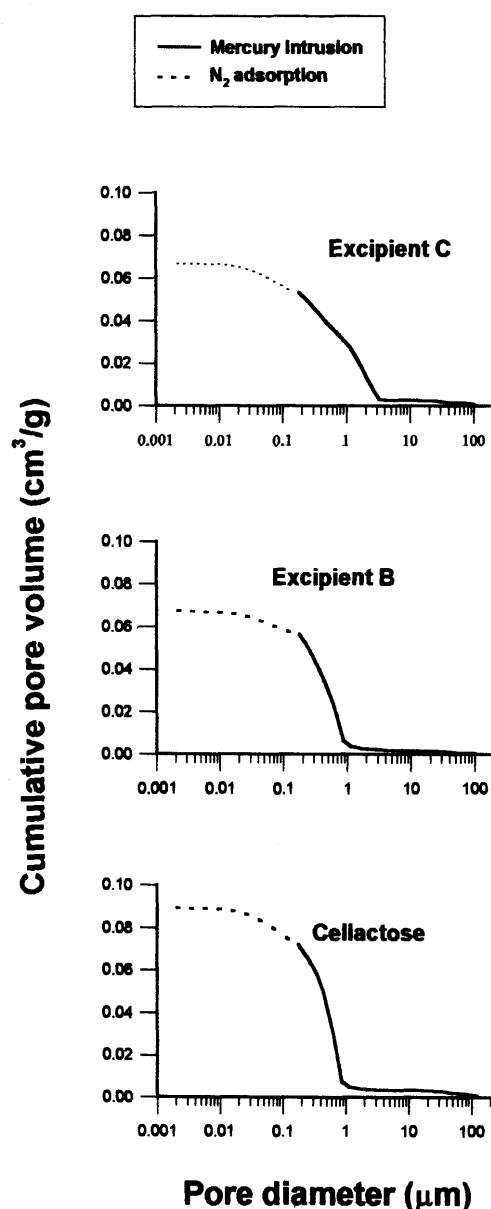 Mercury intrusion
N₂ adsorption
Excipient C
0.10
0.08
0.06
0.04
0.02
0.00
0.001 0.01 0.1 1 10 100
Excipient B
0.10
0.08
0.06
0.04
0.02
0.00
0.001 0.01 0.1 1 10 100
Cellactose
0.10
0.08
0.06
0.04
0.02
0.00
0.001 0.01 0.1 1 10 100
Cumulative pore volume (cm³/g)
Pore diameter (μm)